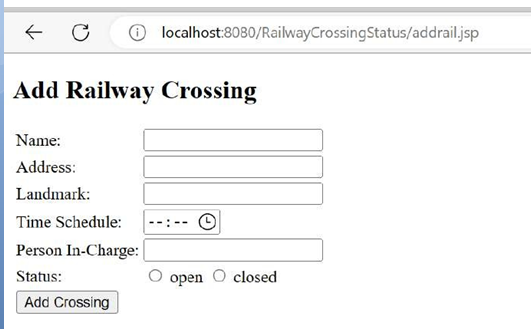 localhost:8080/RailwayCrossingStatus/addrail.jsp
Add Railway Crossing
Name:
Address:
Landmark:
Time Schedule: --:--
Person In-Charge:
Status: open closed
Add Crossing